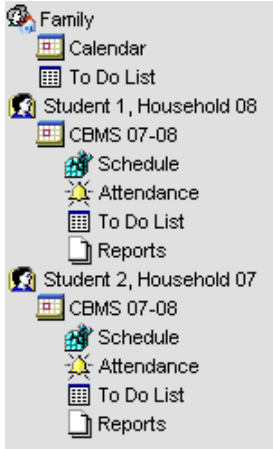 Family
Calendar
To Do List
Student 1, Household 08
CBMS 07-08
Schedule
Attendance
To Do List
Reports
Student 2, Household 07
CBMS 07-08
Schedule
Attendance
To Do List
Reports